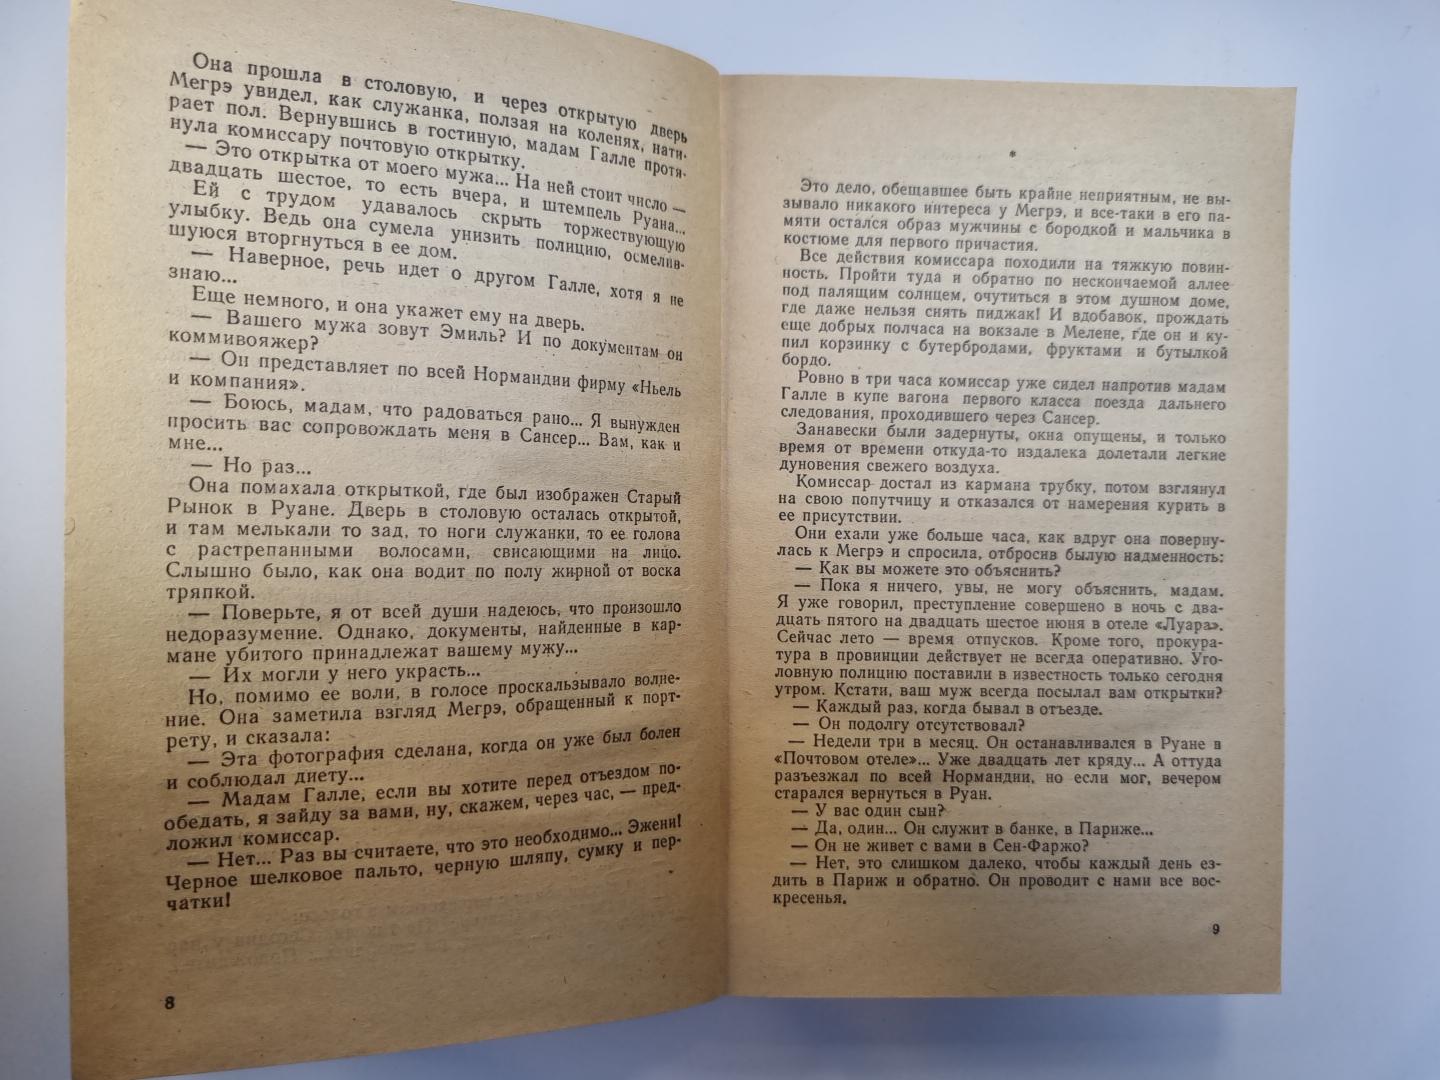 Она прошла в столовую, и через открытую дверь
Мегрэ увидел, как служанка, ползая на коленях, нати-
рает пол. Вернувшись в гостиную, мадам Галле протя-
нула комиссару почтовую открытку.
— Это открытка от моего мужа... На ней стоит число —
двадцать шестое, то есть вчера, и штемпель Руана...
Ей с трудом удавалось скрыть торжествующую
улыбку. Ведь она сумела унизить полицию, осмелив-
шуюся вторгнуться в ее дом.
— Наверное, речь идет о другом Галле, хотя я не
знаю...
Еще немного, и она укажет ему на дверь.
— Вашего мужа зовут Эмиль? И по документам он
коммивояжер?
— Он представляет по всей Нормандии фирму «Ньель
и компания».
— Боюсь, мадам, что радоваться рано... Я вынужден
просить вас сопровождать меня в Сансер... Вам, как и
мне...
— Но раз...
Она помахала открыткой, где был изображен Старый
Рынок в Руане. Дверь в столовую осталась открытой,
и там мелькали то зад, то ноги служанки, то ее голова
с растрепанными волосами, свисающими на лицо.
Слышно было, как она водит по полу жирной от воска
тряпкой.
— Поверьте, я от всей души надеюсь, что произошло
недоразумение. Однако, документы, найденные в кар-
мане убитого принадлежат вашему мужу...
— Их могли у него украсть...
Но, помимо ее воли, в голосе проскальзывало волне-
ние. Она заметила взгляд Мегрэ, обращенный к порт-
рету, и сказала:
— Эта фотография сделана, когда он уже был болен
и соблюдал диету...
— Мадам Галле, если вы хотите перед отъездом по-
обедать, я зайду за вами, ну, скажем, через час, — пред-
ложил комиссар.
— Нет... Раз вы считаете, что это необходимо... Эжени!
Черное шелковое пальто, черную шляпу, сумку и пер-
чатки!
8
*
Это дело, обещавшее быть крайне неприятным, не вы-
зывало никакого интереса у Мегрэ, и все-таки в его па-
мяти остался образ мужчины с бородкой и мальчика в
костюме для первого причастия.
Все действия комиссара походили на тяжкую повин-
ность. Пройти туда и обратно по нескончаемой аллее
под палящим солнцем, очутиться в этом душном доме,
где даже нельзя снять пиджак! И вдобавок, прождать
еще добрых полчаса на вокзале в Мелене, где он и ку-
пил корзинку с бутербродами, фруктами и бутылкой
бордо.
Ровно в три часа комиссар уже сидел напротив мадам
Галле в купе вагона первого класса поезда дальнего
следования, проходившего через Сансер.
Занавески были задернуты, окна опущены, и только
время от времени откуда-то издалека долетали легкие
дуновения свежего воздуха.
Комиссар достал из кармана трубку, потом взглянул
на свою попутчицу и отказался от намерения курить в
ее присутствии.
Они ехали уже больше часа, как вдруг она поверну-
лась к Мегрэ и спросила, отбросив былую надменность:
— Как вы можете это объяснить?
— Пока я ничего, увы, не могу объяснить, мадам.
Я уже говорил, преступление совершено в ночь с два-
дцать пятого на двадцать шестое июня в отеле «Луара».
Сейчас лето — время отпусков. Кроме того, прокура-
тура в провинции действует не всегда оперативно. Уго-
ловную полицию поставили в известность только сегодня
утром. Кстати, ваш муж всегда посылал вам открытки?
— Каждый раз, когда бывал в отъезде.
— Он подолгу отсутствовал?
— Недели три в месяц. Он останавливался в Руане в
«Почтовом отеле»... Уже двадцать лет кряду... А оттуда
разъезжал по всей Нормандии, но если мог, вечером
старался вернуться в Руан.
— У вас один сын?
— Да, один... Он служит в банке, в Париже...
— Он не живет с вами в Сен-Фаржо?
— Нет, это слишком далеко, чтобы каждый день ез-
дить в Париж и обратно. Он проводит с нами все вос-
кресенья.
9